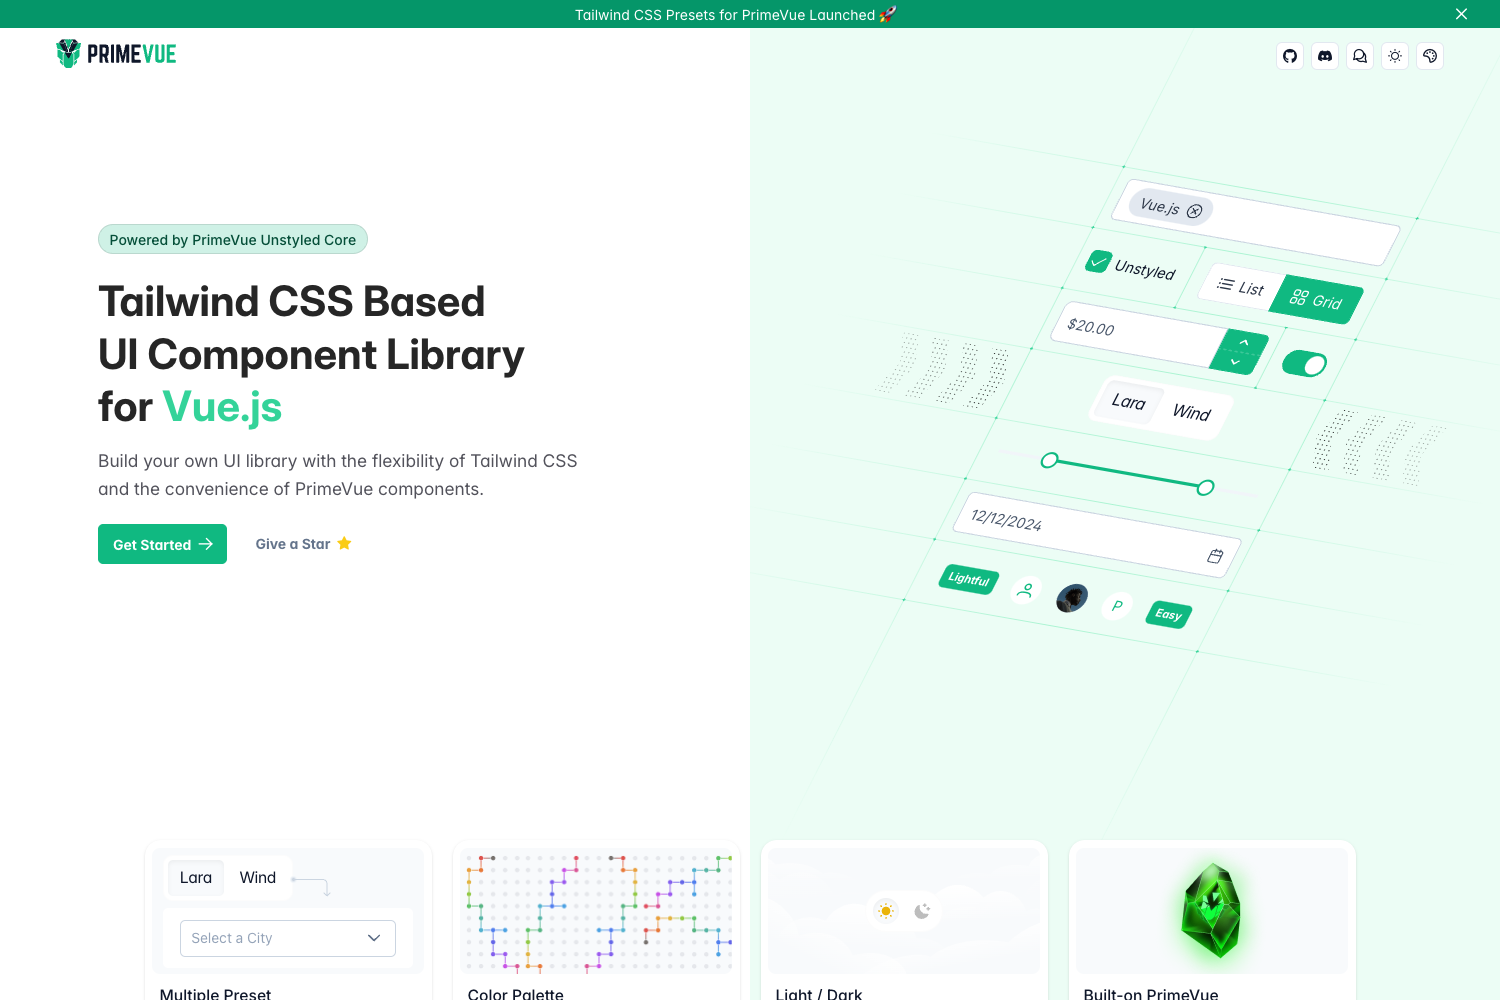 Tailwind CSS Presets for PrimeVue Launched 🚀
PRIMEVUE
Powered by PrimeVue Unstyled Core
Tailwind CSS Based
UI Component Library
for Vue.js
Build your own UI library with the flexibility of Tailwind CSS
and the convenience of PrimeVue components.
Get Started
Give a Star
Vue.js
Unstyled
List
Grid
$20.00
Lara
Wind
12/12/2024
Lightful
P
Easy
Lara
Wind
Select a City
Multiple Preset
Color Palette
Light / Dark
Built-on PrimeVue